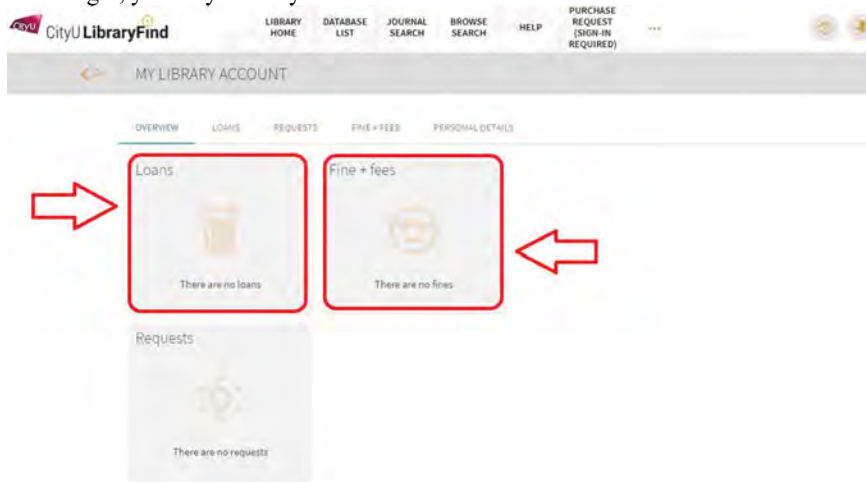 CityU LibraryFind
LIBRARY HOME
DATABASE LIST
JOURNAL SEARCH
BROWSE SEARCH
HELP
PURCHASE REQUEST (SIGN-IN REQUIRED)
...
MY LIBRARY ACCOUNT
OVERVIEW LOANS REQUESTS FINE + FEES PERSONAL DETAILS
Loans
There are no loans
Fine + fees
There are no fines
Requests
There are no requests